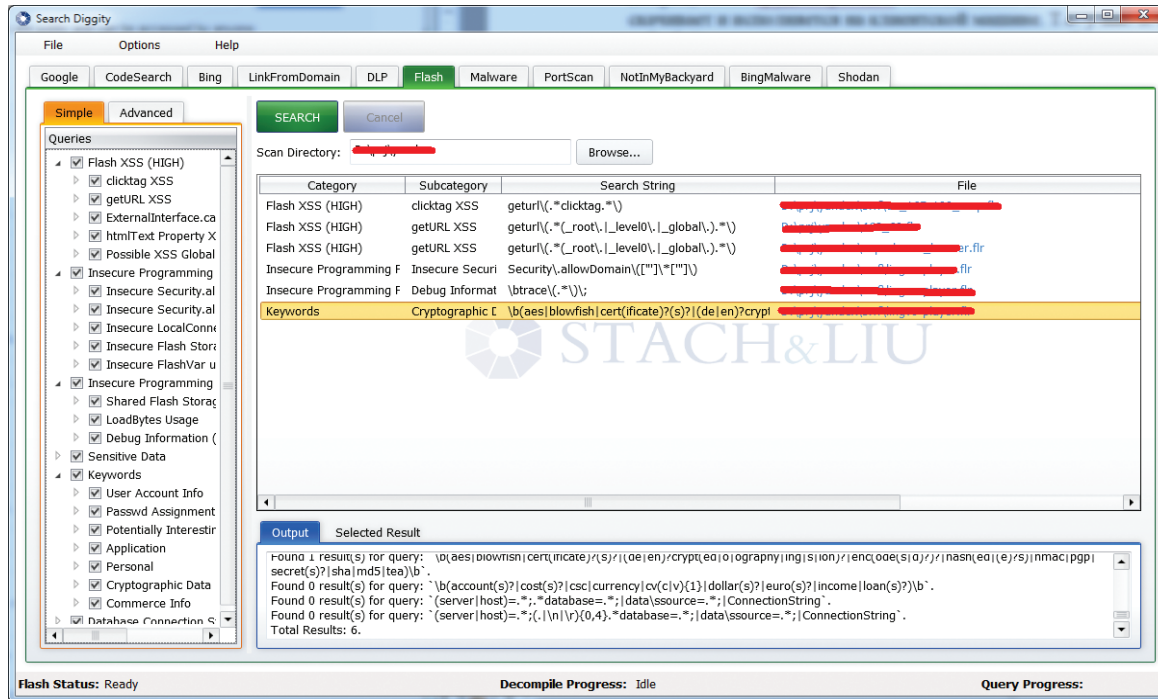 Search Diggity
File Options Help
Google CodeSearch Bing LinkFromDomain DLP Flash Malware PortScan NotInMyBackyard BingMalware Shodan
Simple Advanced
Queries
Flash XSS (HIGH)
clicktag XSS
getURL XSS
ExternalInterface.ca
htmlText Property X
Possible XSS Global
Insecure Programming
Insecure Security.al
Insecure Security.al
Insecure LocalConne
Insecure Flash Stora
Insecure FlashVar u
Insecure Programming
Shared Flash Storag
LoadBytes Usage
Debug Information (
Sensitive Data
Keywords
User Account Info
Passwd Assignment
Potentially Interestin
Application
Personal
Cryptographic Data
Commerce Info
Database Connection S
SEARCH Cancel
Scan Directory: Browse...
Category Subcategory Search String File
Flash XSS (HIGH) clicktag XSS geturl\(.*clicktag.*\)
Flash XSS (HIGH) getURL XSS geturl\(.*(_root\.|_level0\.|_global\.).*\)
Flash XSS (HIGH) getURL XSS geturl\(.*(_root\.|_level0\.|_global\.).*\) er.flr
Insecure Programming F Insecure Securi Security\.allowDomain\(["']\*["']\) .flr
Insecure Programming F Debug Informat \btrace\(.*\)\;
Keywords Cryptographic D \b(aes|blowfish|cert(ificate)?(s)?|(de|en)?crypt
STACH&LIU
Output Selected Result
Found 1 result(s) for query: `\b(aes|blowfish|cert(ificate)?(s)?|(de|en)?crypt(ed|o|ography|ing|s|ion)?|enc(ode(s|d)?)?|hash(ed|(e)?s)|hmac|pgp|
secret(s)?|sha|md5|tea)\b`.
Found 0 result(s) for query: `\b(account(s)?|cost(s)?|csc|currency|cv(c|v){1}|dollar(s)?|euro(s)?|income|loan(s)?)\b`.
Found 0 result(s) for query: `(server|host)=.*;.*database=.*;|data\ssource=.*;|ConnectionString`.
Found 0 result(s) for query: `(server|host)=.*;(.|\n|\r){0,4}.*database=.*;|data\ssource=.*;|ConnectionString`.
Total Results: 6.
Flash Status: Ready Decompile Progress: Idle Query Progress: